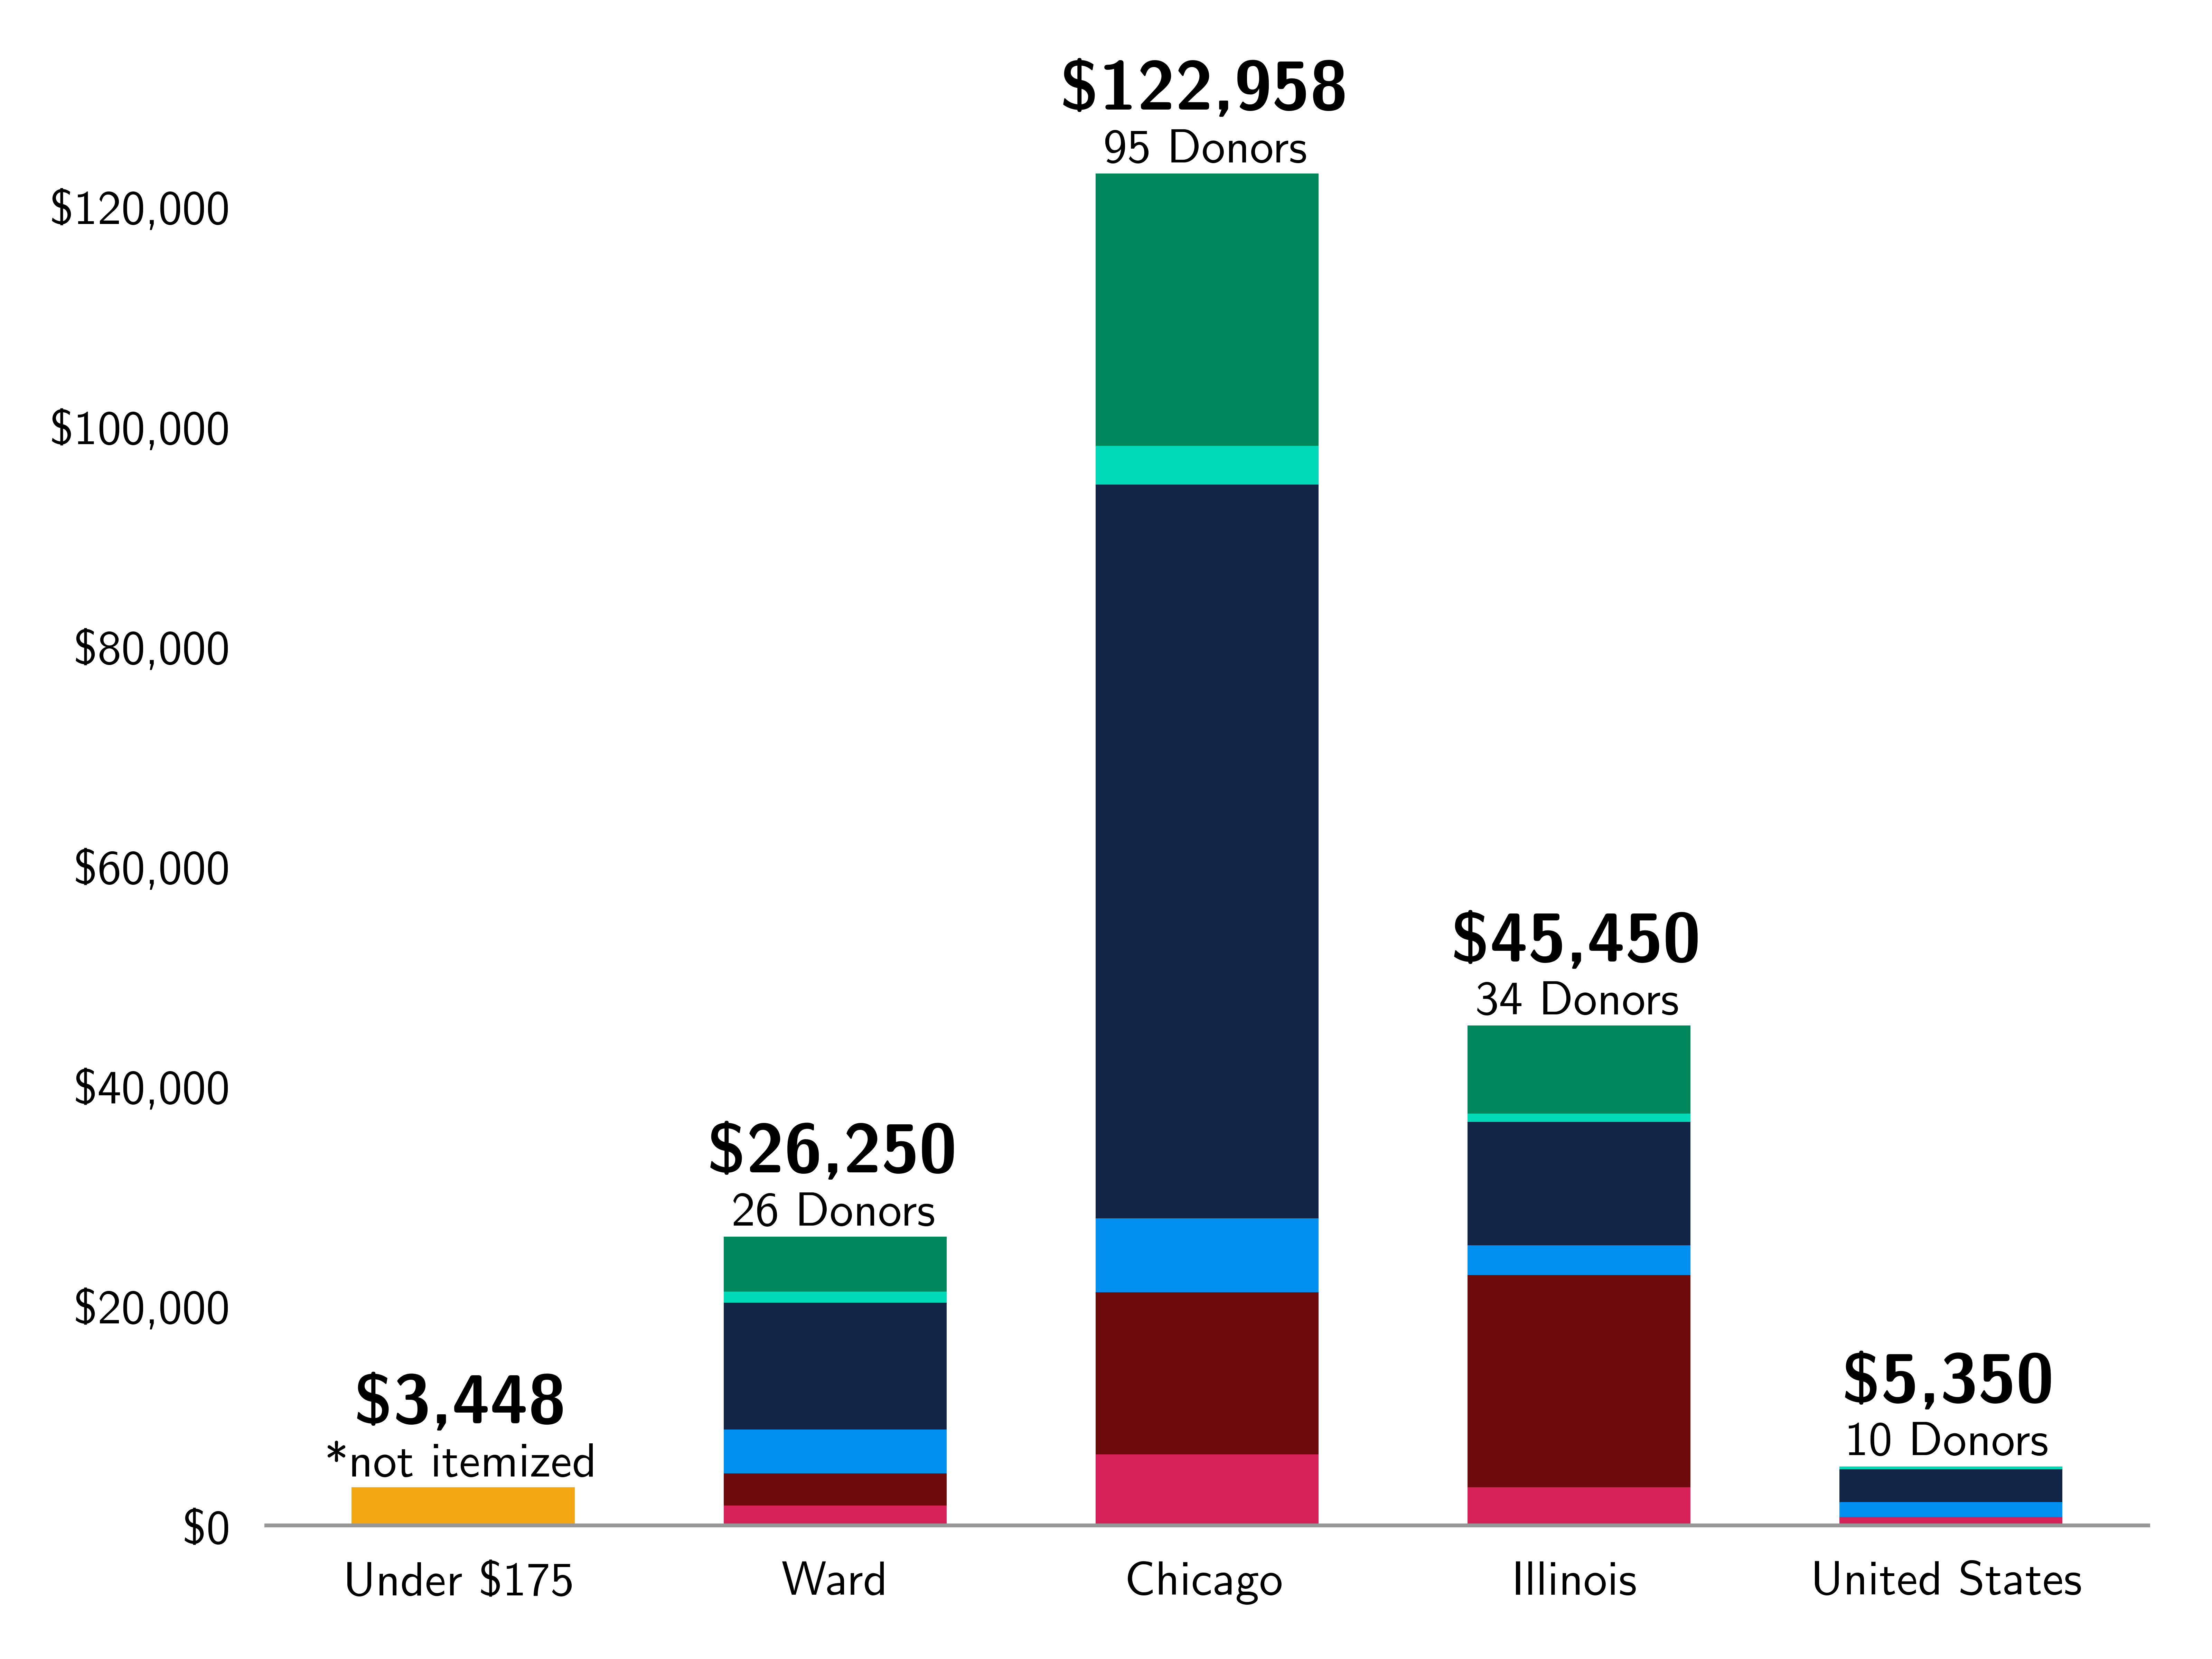 $122,958
95 Donors
$120,000
$100,000
$80,000
$60,000
$45,450
34 Donors
$40,000
$26,250
26 Donors
$20,000
$5,350
10 Donors
$3,448
*not itemized
$0
Under $175
Ward
Chicago
Illinois
United States